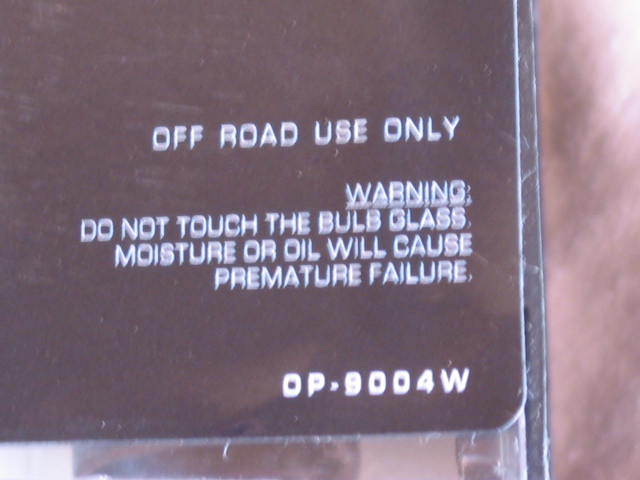 OFF ROAD USE ONLY
WARNING:
DO NOT TOUCH THE BULB GLASS.
MOISTURE OR OIL WILL CAUSE
PREMATURE FAILURE.
OP-9004W